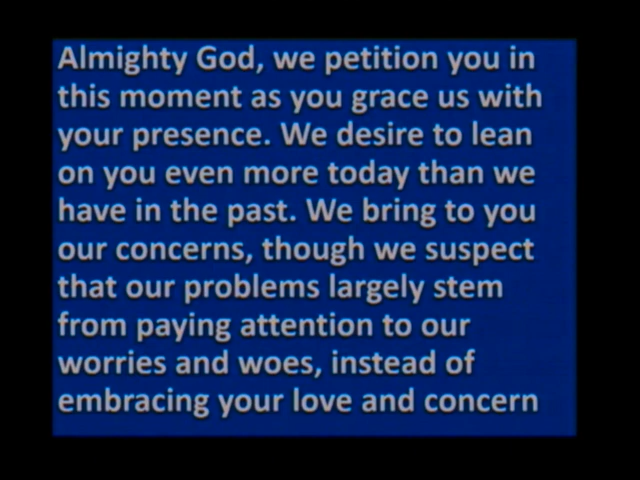 Almighty God, we petition you in
this moment as you grace us with
your presence. We desire to lean
on you even more today than we
have in the past. We bring to you
our concerns, though we suspect
that our problems largely stem
from paying attention to our
worries and woes, instead of
embracing your love and concern